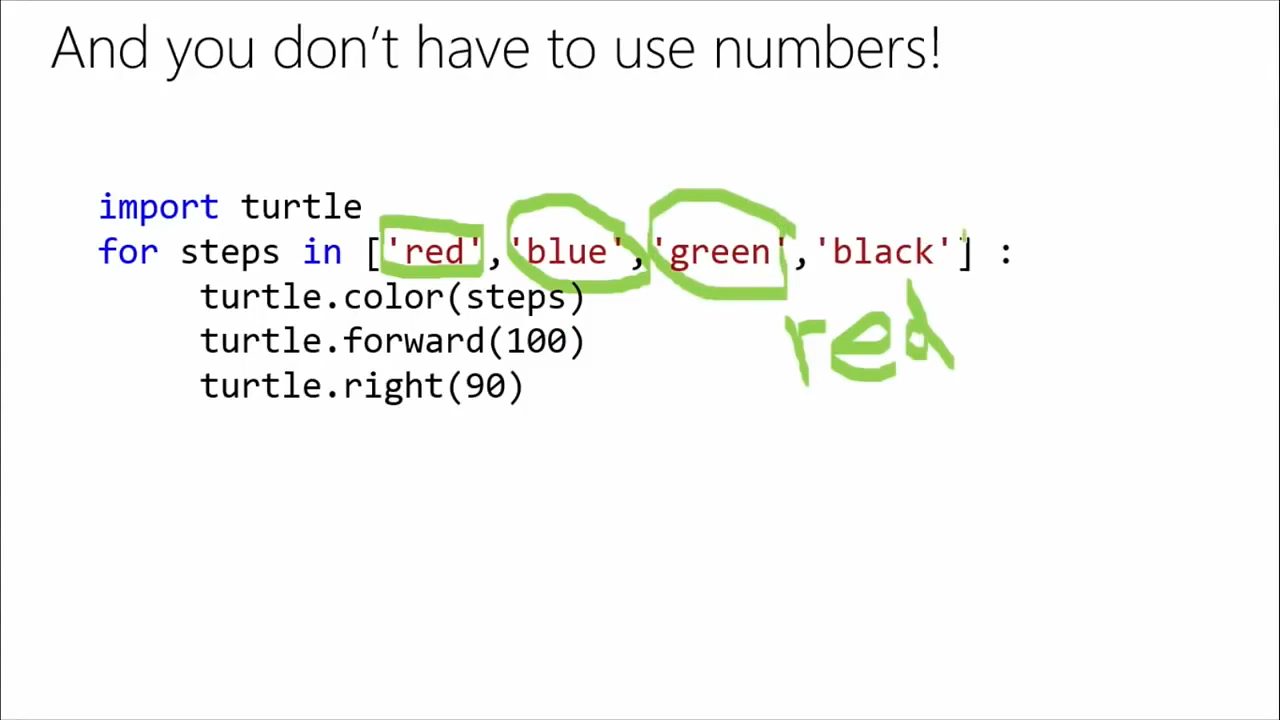 And you don't have to use numbers!
import turtle
for steps in ['red','blue','green','black'] :
turtle.color(steps)
red
turtle.forward(100)
turtle.right(90)